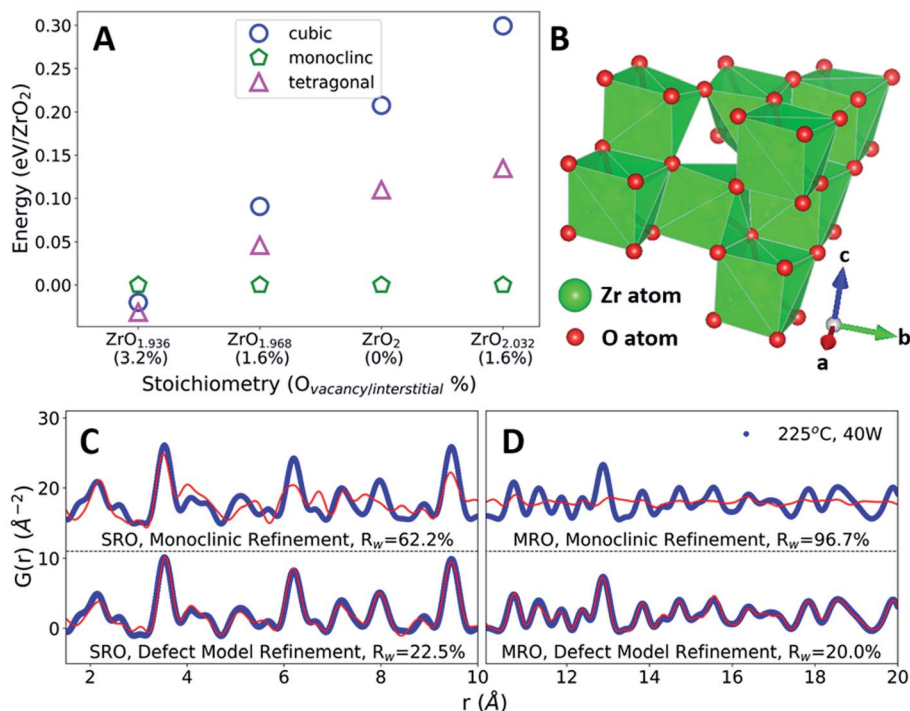 A
cubic
monoclinc
tetragonal
Energy (eV/ZrO₂)
0.30
0.25
0.20
0.15
0.10
0.05
0.00
ZrO₁.₉₃₆ ZrO₁.₉₆₈ ZrO₂ ZrO₂.₀₃₂
(3.2%) (1.6%) (0%) (1.6%)
Stoichiometry (Ovacancy/interstitial %)
B
Zr atom
O atom
c
b
a
C
G(r) (Å⁻²)
30
20
10
0
SRO, Monoclinic Refinement, Rw=62.2%
SRO, Defect Model Refinement, Rw=22.5%
2 4 6 8 10
D
225°C, 40W
MRO, Monoclinic Refinement, Rw=96.7%
MRO, Defect Model Refinement, Rw=20.0%
12 14 16 18 20
r (Å)